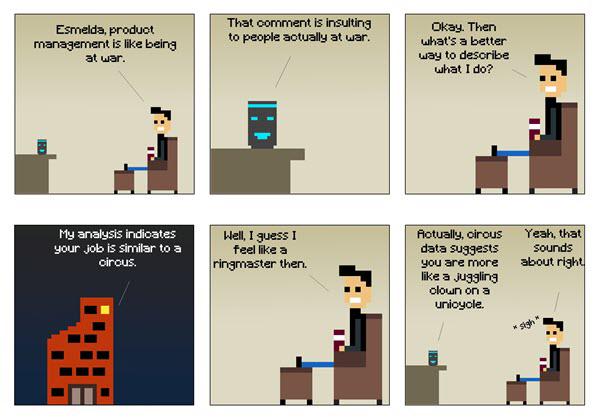 Esmelda, product
management is like being
at war.
That comment is insulting
to people actually at war.
Okay. Then
what's a better
way to describe
what I do?
My analysis indicates
your job is similar to a
circus.
Well, I guess I
feel like a
ringmaster then.
Actually, circus
data suggests
you are more
like a juggling
clown on a
unicycle.
Yeah, that
sounds
about right.
* sigh *